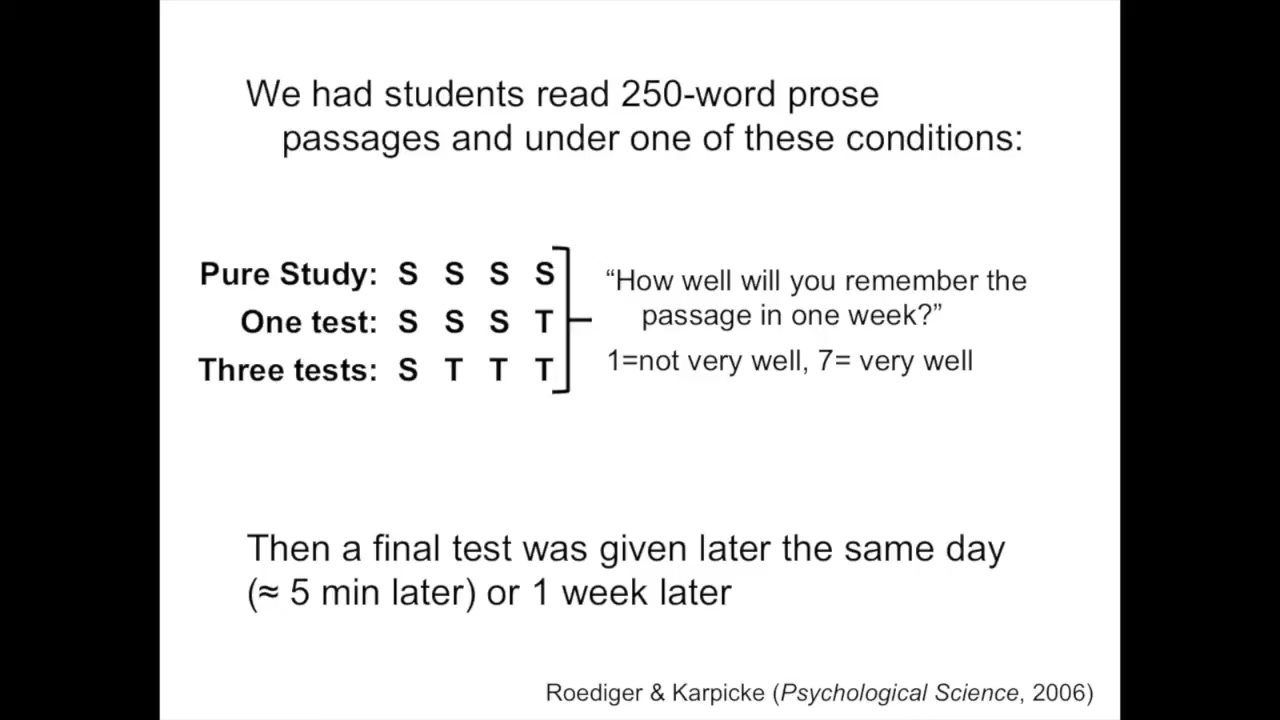 We had students read 250-word prose
passages and under one of these conditions:
Pure Study: S S S S
One test: S S S T
Three tests: S T T T
“How well will you remember the
passage in one week?”
1=not very well, 7= very well
Then a final test was given later the same day
(≈ 5 min later) or 1 week later
Roediger & Karpicke (Psychological Science, 2006)